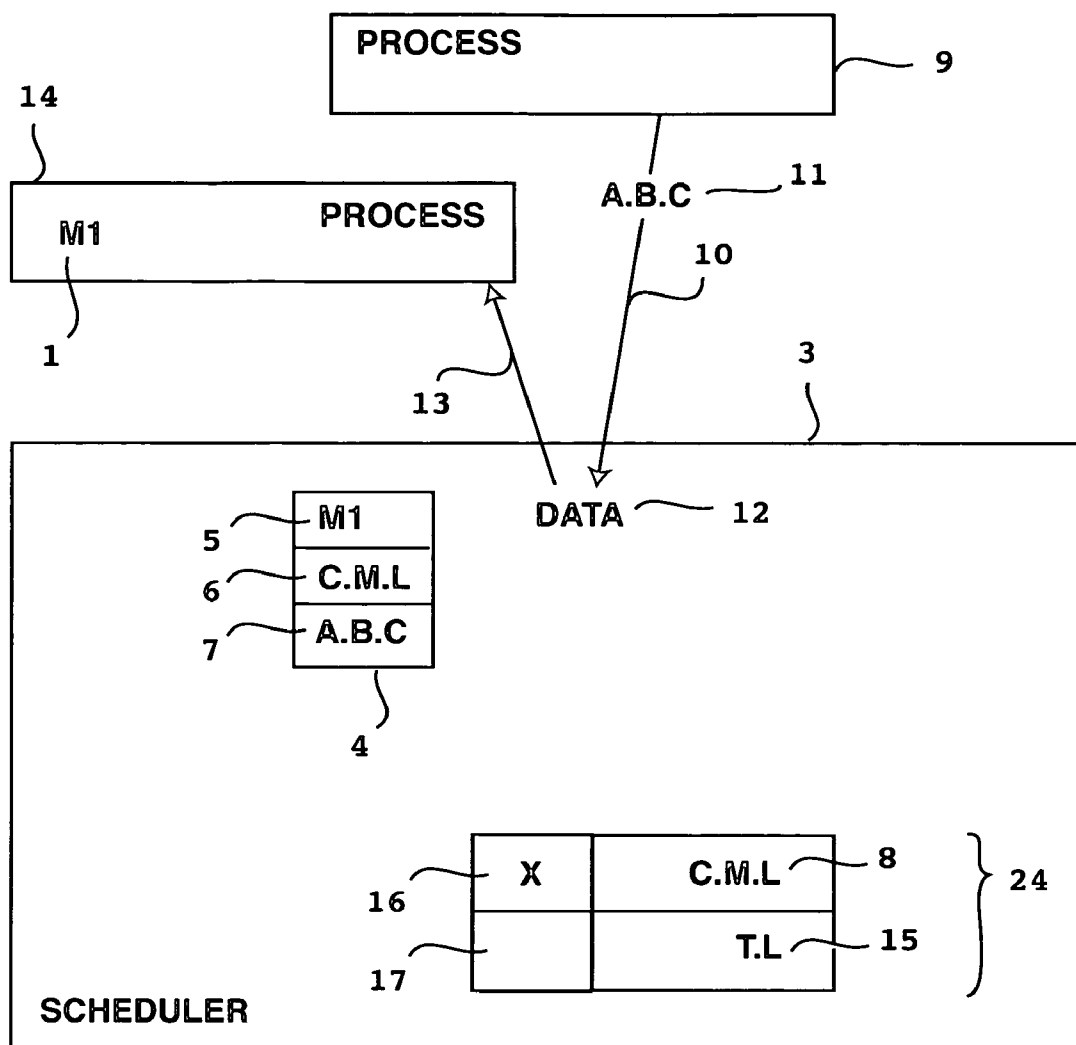 PROCESS
9
14
A.B.C
11
M1
PROCESS
10
1
3
13
M1
DATA
12
5
C.M.L
6
A.B.C
7
4
X
C.M.L
8
24
16
T.L
15
17
SCHEDULER